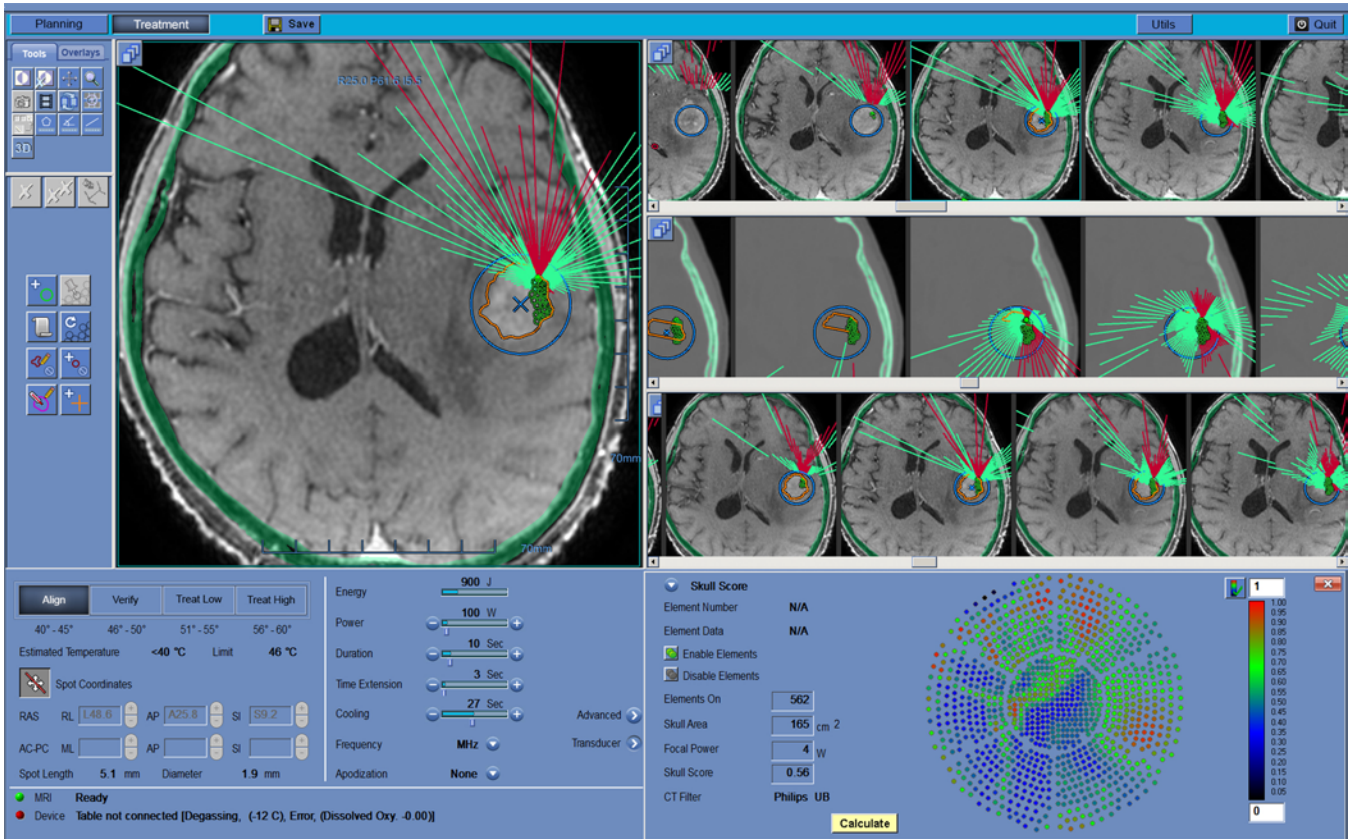 Planning
Treatment
Save
Utils
Quit
Tools
Overlays
3D
70mm
70mm
Align
Verify
Treat Low
Treat High
40° - 45°
46° - 50°
51° - 55°
56° - 60°
Estimated Temperature <40 °C Limit 46 °C
Spot Coordinates
RAS RL L48.6 AP A25.8 SI S9.2
AC-PC ML AP SI
Spot Length 5.1 mm Diameter 1.9 mm
Energy 900 J
Power 100 W
Duration 10 Sec
Time Extension 3 Sec
Cooling 27 Sec
Frequency MHz
Apodization None
Advanced
Transducer
MRI Ready
Device Table not connected [Degassing, (-12 C), Error, (Dissolved Oxy. -0.00)]
Skull Score
Element Number N/A
Element Data N/A
Enable Elements
Disable Elements
Elements On 562
Skull Area 165 cm 2
Focal Power 4 W
Skull Score 0.56
CT Filter Philips UB
Calculate
1
1.00
0.95
0.90
0.85
0.80
0.75
0.70
0.65
0.60
0.55
0.50
0.45
0.40
0.35
0.30
0.25
0.20
0.15
0.10
0.05
0